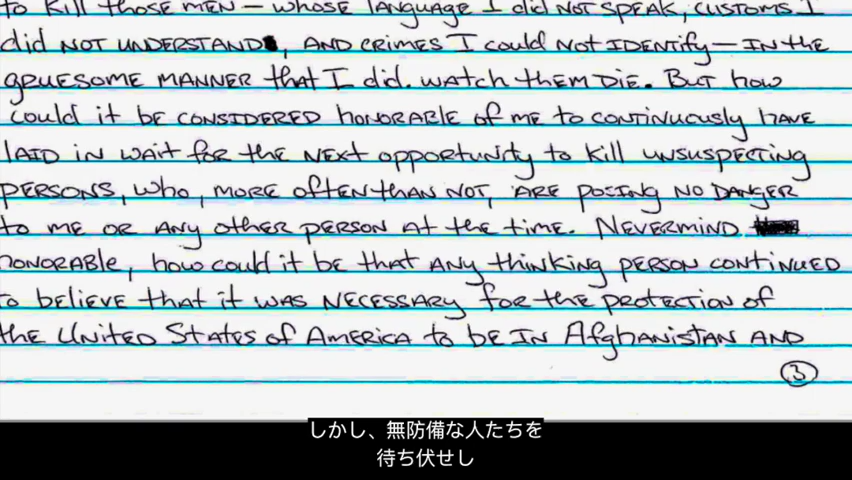 to kill those men — whose language I did NOT SPEAK, customs I
did NOT UNDERSTAND, AND CRIMES I could NOT IDENTIFY — IN the
GRUESOME MANNER that I did. WATCH them DIE. But how
could it BE CONSIDERED HONORABLE of ME to CONTINUOUSLY HAVE
LAID IN WAIT for the NEXT OPPORTUNITY to kill UNSUSPECTING
PERSONS, who, MORE often than NOT, ARE POSING NO DANGER
to ME OR ANY other PERSON AT the time. NEVERMIND
HONORABLE, how could it be that ANY thinking PERSON CONTINUED
to believe that it WAS NECESSARY for the PROTECTION of
the UNITED STATES of AMERICA to be IN Afghanistan AND
3
しかし、無防備な人たちを
待ち伏せし